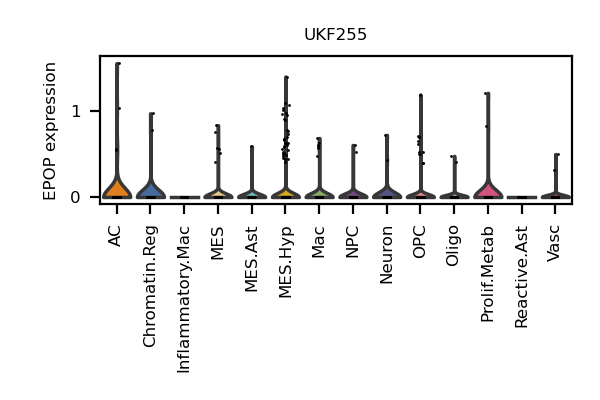 UKF255
EPOP expression
1
0
AC
Chromatin.Reg
Inflammatory.Mac
MES
MES.Ast
MES.Hyp
Mac
NPC
Neuron
OPC
Oligo
Prolif.Metab
Reactive.Ast
Vasc